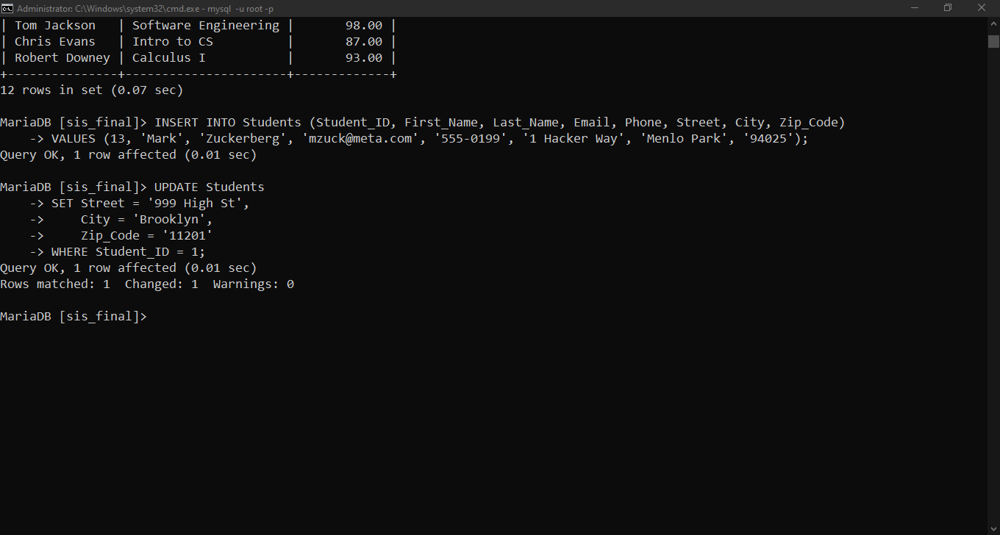 Administrator: C:\Windows\system32\cmd.exe - mysql -u root -p
| Tom Jackson   | Software Engineering |       98.00 |
| Chris Evans   | Intro to CS          |       87.00 |
| Robert Downey | Calculus I           |       93.00 |
+---------------+----------------------+-------------+
12 rows in set (0.07 sec)

MariaDB [sis_final]> INSERT INTO Students (Student_ID, First_Name, Last_Name, Email, Phone, Street, City, Zip_Code)
    -> VALUES (13, 'Mark', 'Zuckerberg', 'mzuck@meta.com', '555-0199', '1 Hacker Way', 'Menlo Park', '94025');
Query OK, 1 row affected (0.01 sec)

MariaDB [sis_final]> UPDATE Students
    -> SET Street = '999 High St',
    ->     City = 'Brooklyn',
    ->     Zip_Code = '11201'
    -> WHERE Student_ID = 1;
Query OK, 1 row affected (0.01 sec)
Rows matched: 1  Changed: 1  Warnings: 0

MariaDB [sis_final]>